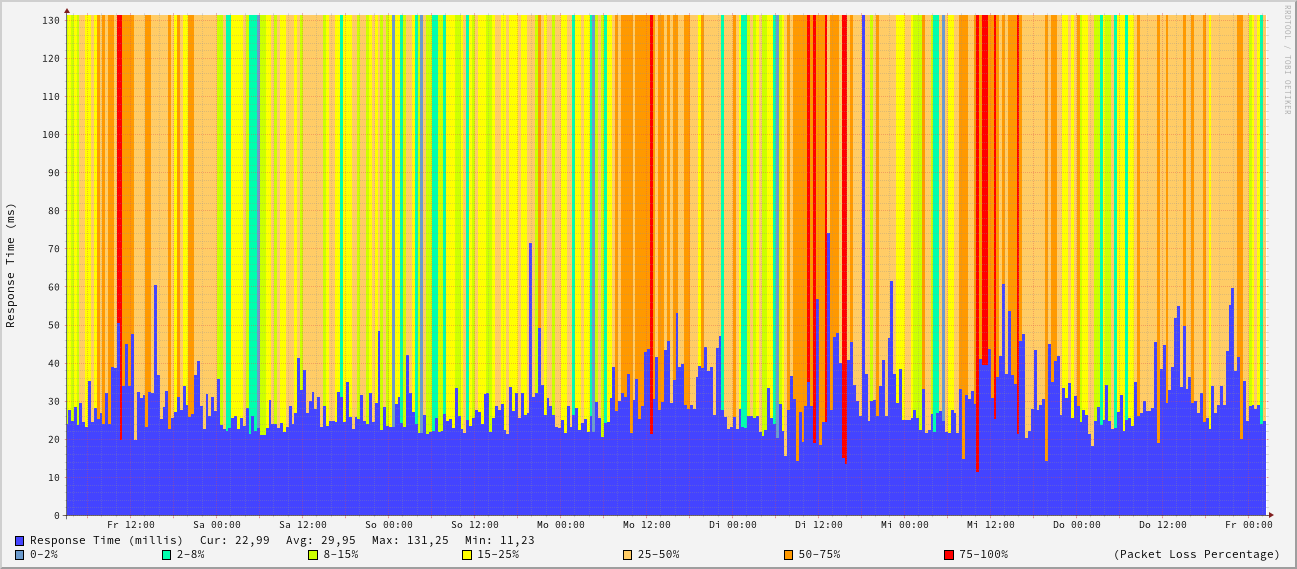 RRDTOOL / TOBI OETIKER
Response Time (ms)
130
120
110
100
90
80
70
60
50
40
30
20
10
0
Fr 12:00 Sa 00:00 Sa 12:00 So 00:00 So 12:00 Mo 00:00 Mo 12:00 Di 00:00 Di 12:00 Mi 00:00 Mi 12:00 Do 00:00 Do 12:00 Fr 00:00
Response Time (millis) Cur: 22,99 Avg: 29,95 Max: 131,25 Min: 11,23
0-2% 2-8% 8-15% 15-25% 25-50% 50-75% 75-100% (Packet Loss Percentage)